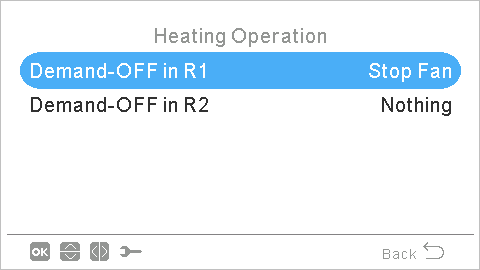 Heating Operation
Demand-OFF in R1 Stop Fan
Demand-OFF in R2 Nothing
OK Back